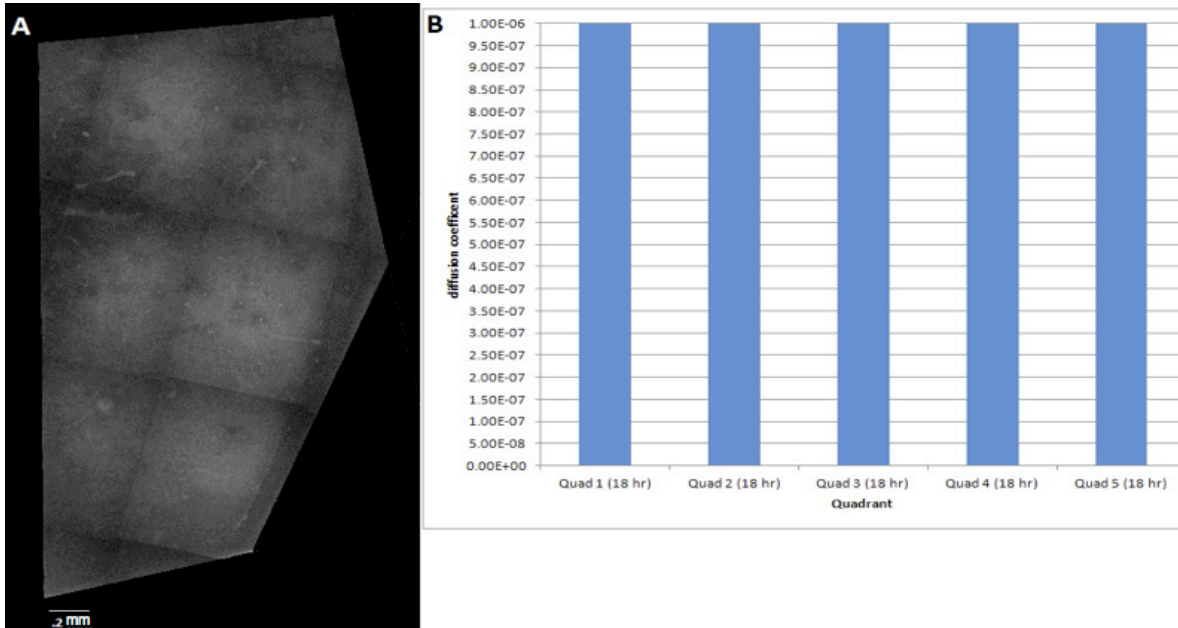 A
.2 mm
B
1.00E-06
9.50E-07
9.00E-07
8.50E-07
8.00E-07
7.50E-07
7.00E-07
6.50E-07
6.00E-07
5.50E-07
5.00E-07
4.50E-07
4.00E-07
3.50E-07
3.00E-07
2.50E-07
2.00E-07
1.50E-07
1.00E-07
5.00E-08
0.00E+00
diffusion coefficent
Quad 1 (18 hr) Quad 2 (18 hr) Quad 3 (18 hr) Quad 4 (18 hr) Quad 5 (18 hr)
Quadrant